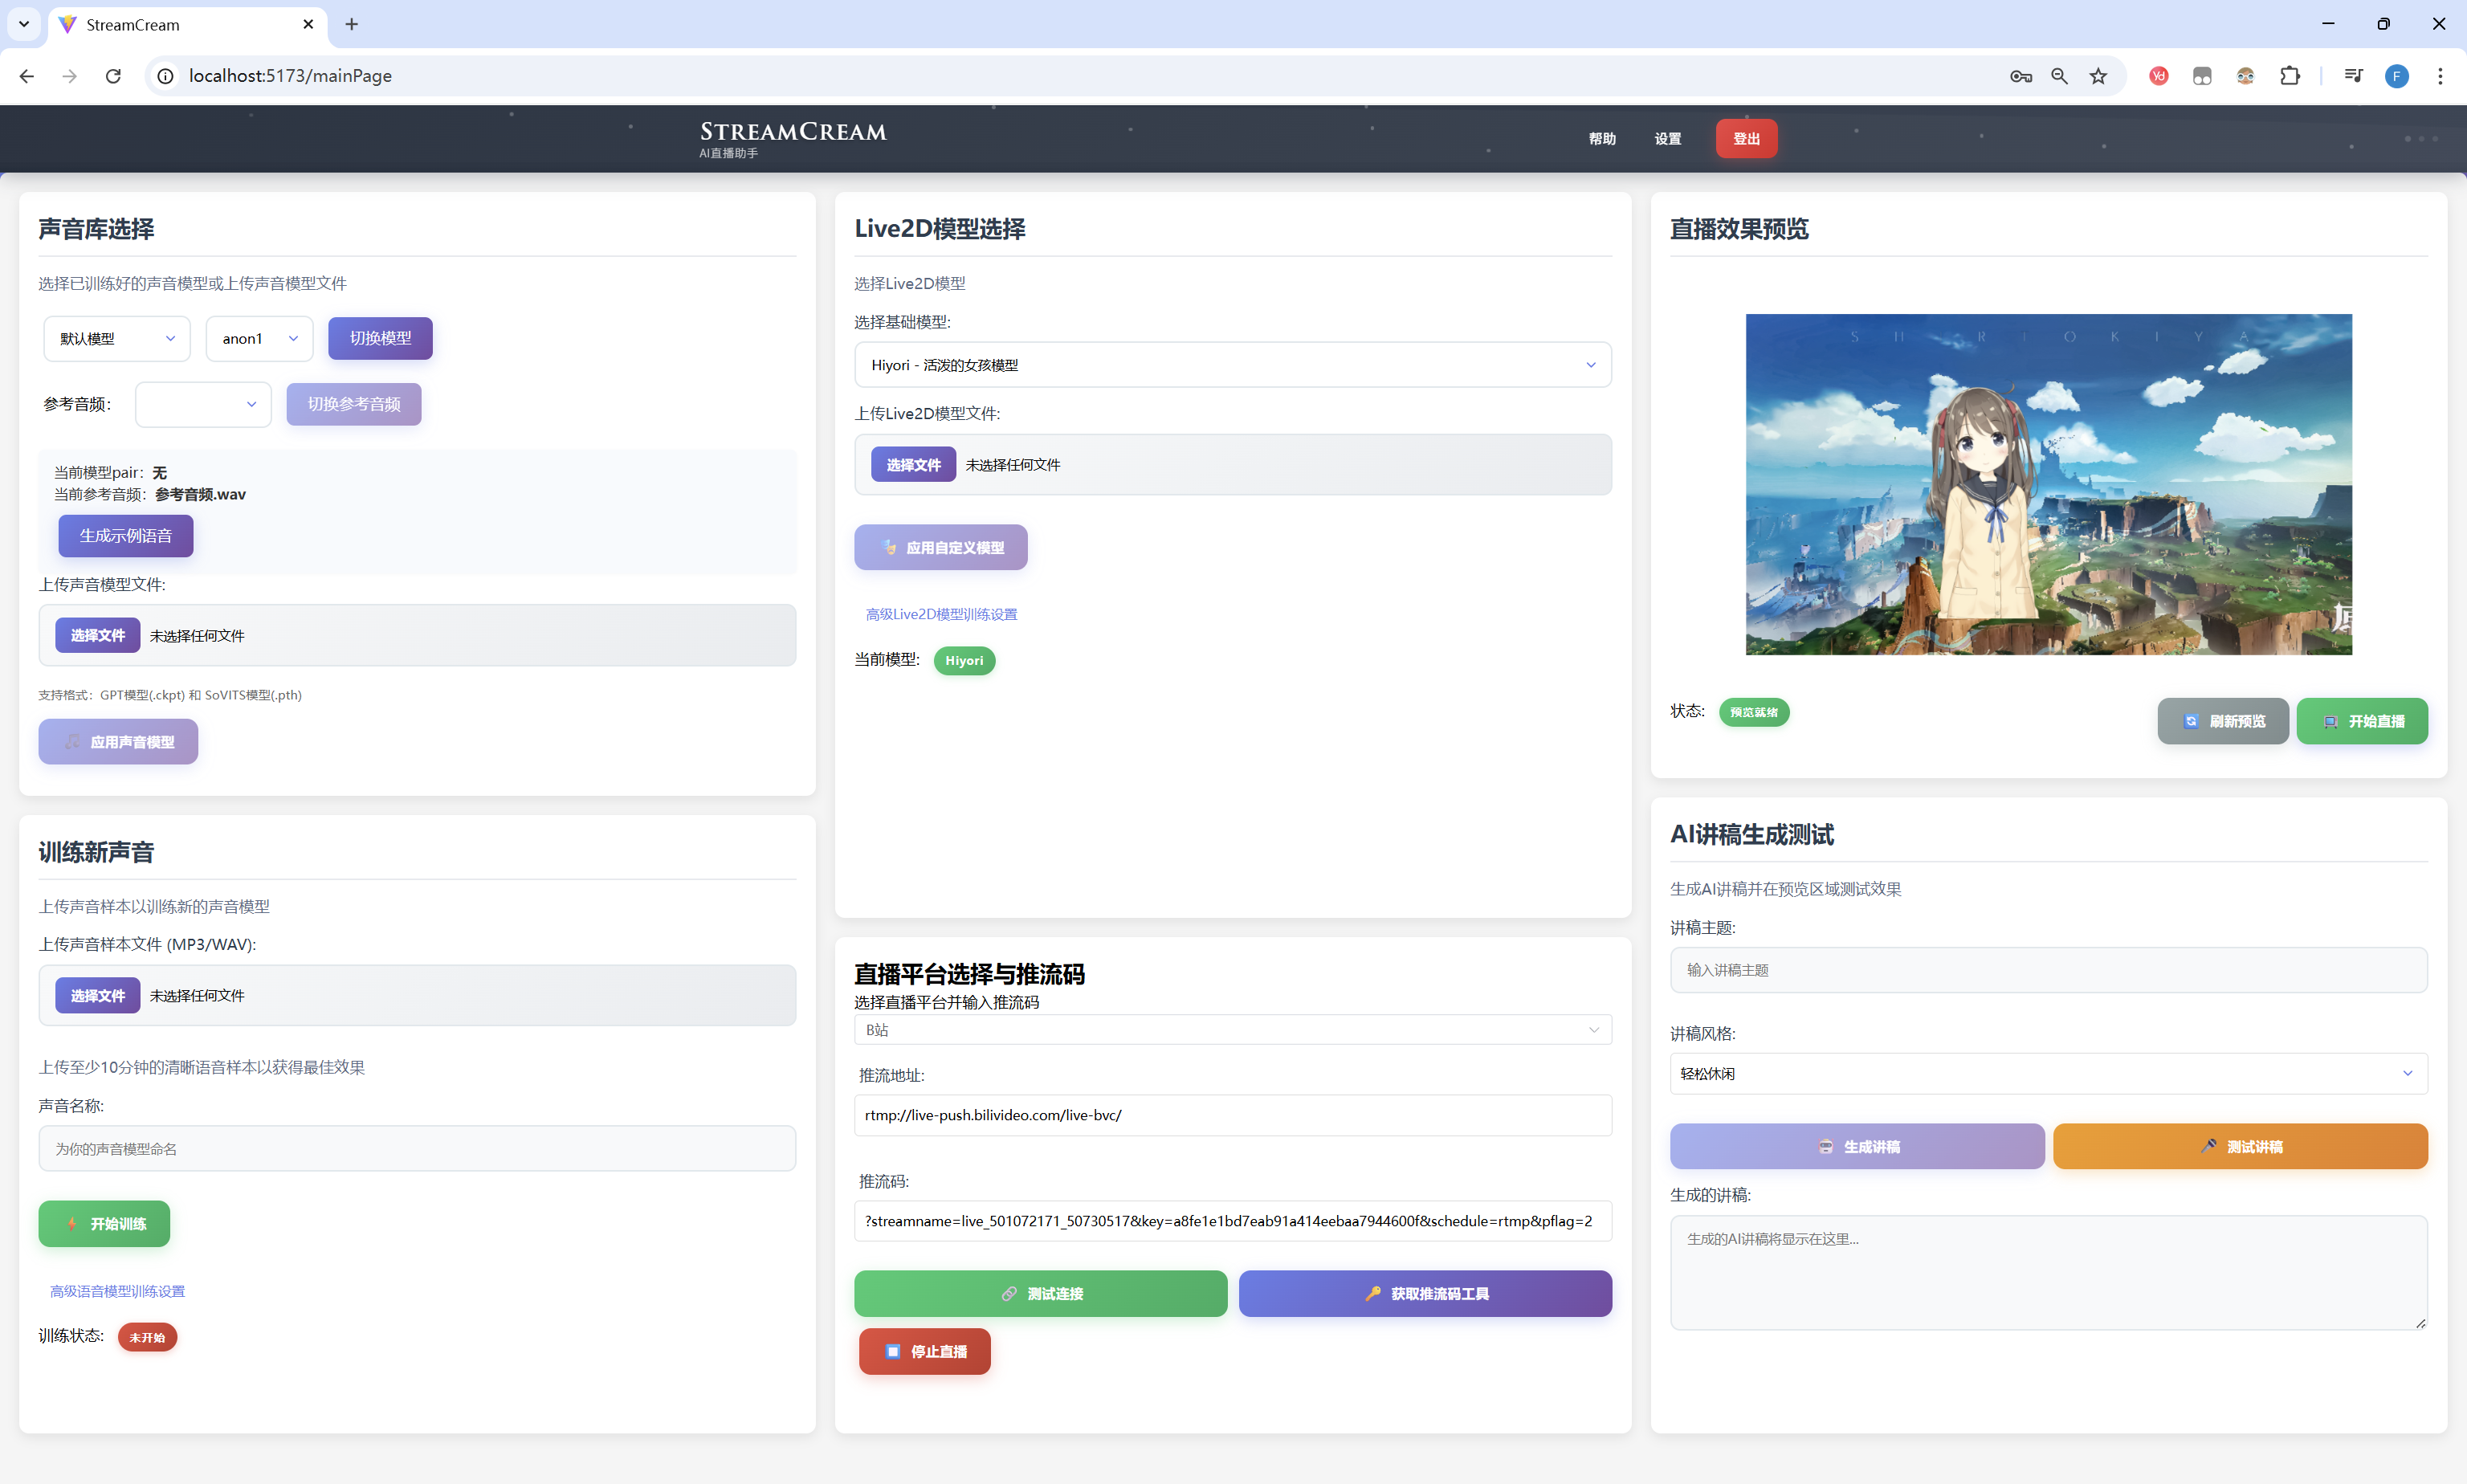 StreamCream
localhost:5173/mainPage
F
STREAMCREAM
AI直播助手
帮助
设置
登出
声音库选择
选择已训练好的声音模型或上传声音模型文件
默认模型
anon1
切换模型
参考音频：
切换参考音频
当前模型pair：无
当前参考音频：参考音频.wav
生成示例语音
上传声音模型文件:
选择文件 未选择任何文件
支持格式：GPT模型(.ckpt) 和 SoVITS模型(.pth)
应用声音模型
训练新声音
上传声音样本以训练新的声音模型
上传声音样本文件 (MP3/WAV):
选择文件 未选择任何文件
上传至少10分钟的清晰语音样本以获得最佳效果
声音名称:
为你的声音模型命名
开始训练
高级语音模型训练设置
训练状态: 未开始
Live2D模型选择
选择Live2D模型
选择基础模型:
Hiyori - 活泼的女孩模型
上传Live2D模型文件:
选择文件 未选择任何文件
应用自定义模型
高级Live2D模型训练设置
当前模型: Hiyori
直播平台选择与推流码
选择直播平台并输入推流码
B站
推流地址:
rtmp://live-push.bilivideo.com/live-bvc/
推流码:
?streamname=live_501072171_50730517&key=a8fe1e1bd7eab91a414eebaa7944600f&schedule=rtmp&pflag=2
测试连接
获取推流码工具
停止直播
直播效果预览
S H I R I O K I Y A
状态: 预览就绪
刷新预览
开始直播
AI讲稿生成测试
生成AI讲稿并在预览区域测试效果
讲稿主题:
输入讲稿主题
讲稿风格:
轻松休闲
生成讲稿
测试讲稿
生成的讲稿:
生成的AI讲稿将显示在这里...